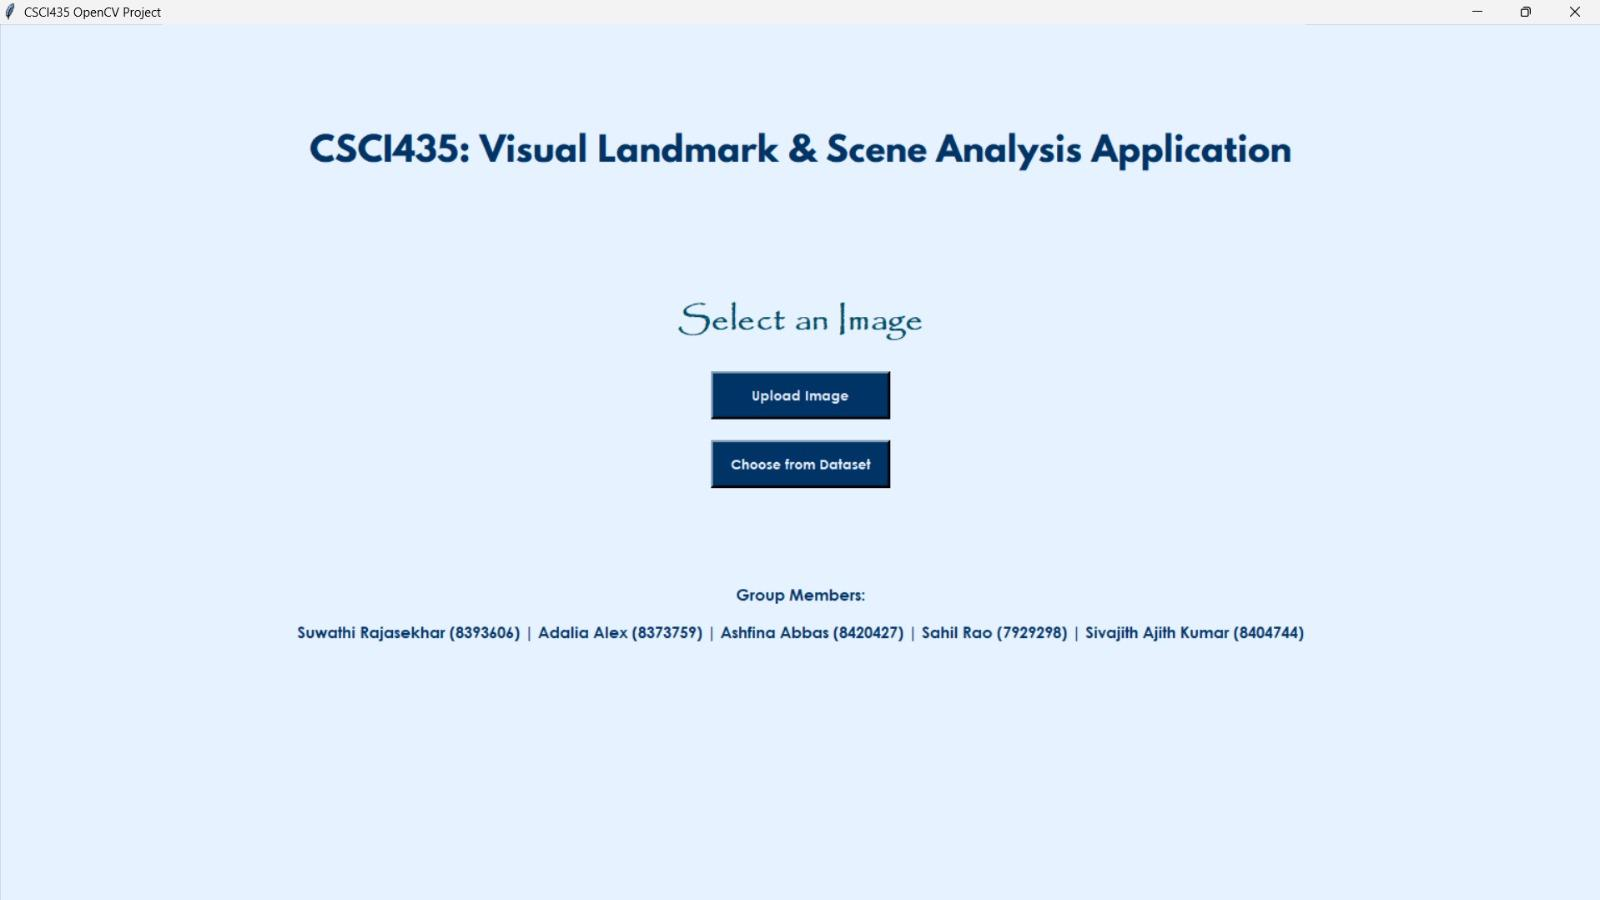 CSCI435 OpenCV Project
CSCI435: Visual Landmark & Scene Analysis Application
Select an Image
Upload Image
Choose from Dataset
Group Members:
Suwathi Rajasekhar (8393606) | Adalia Alex (8373759) | Ashfina Abbas (8420427) | Sahil Rao (7929298) | Sivajith Ajith Kumar (8404744)